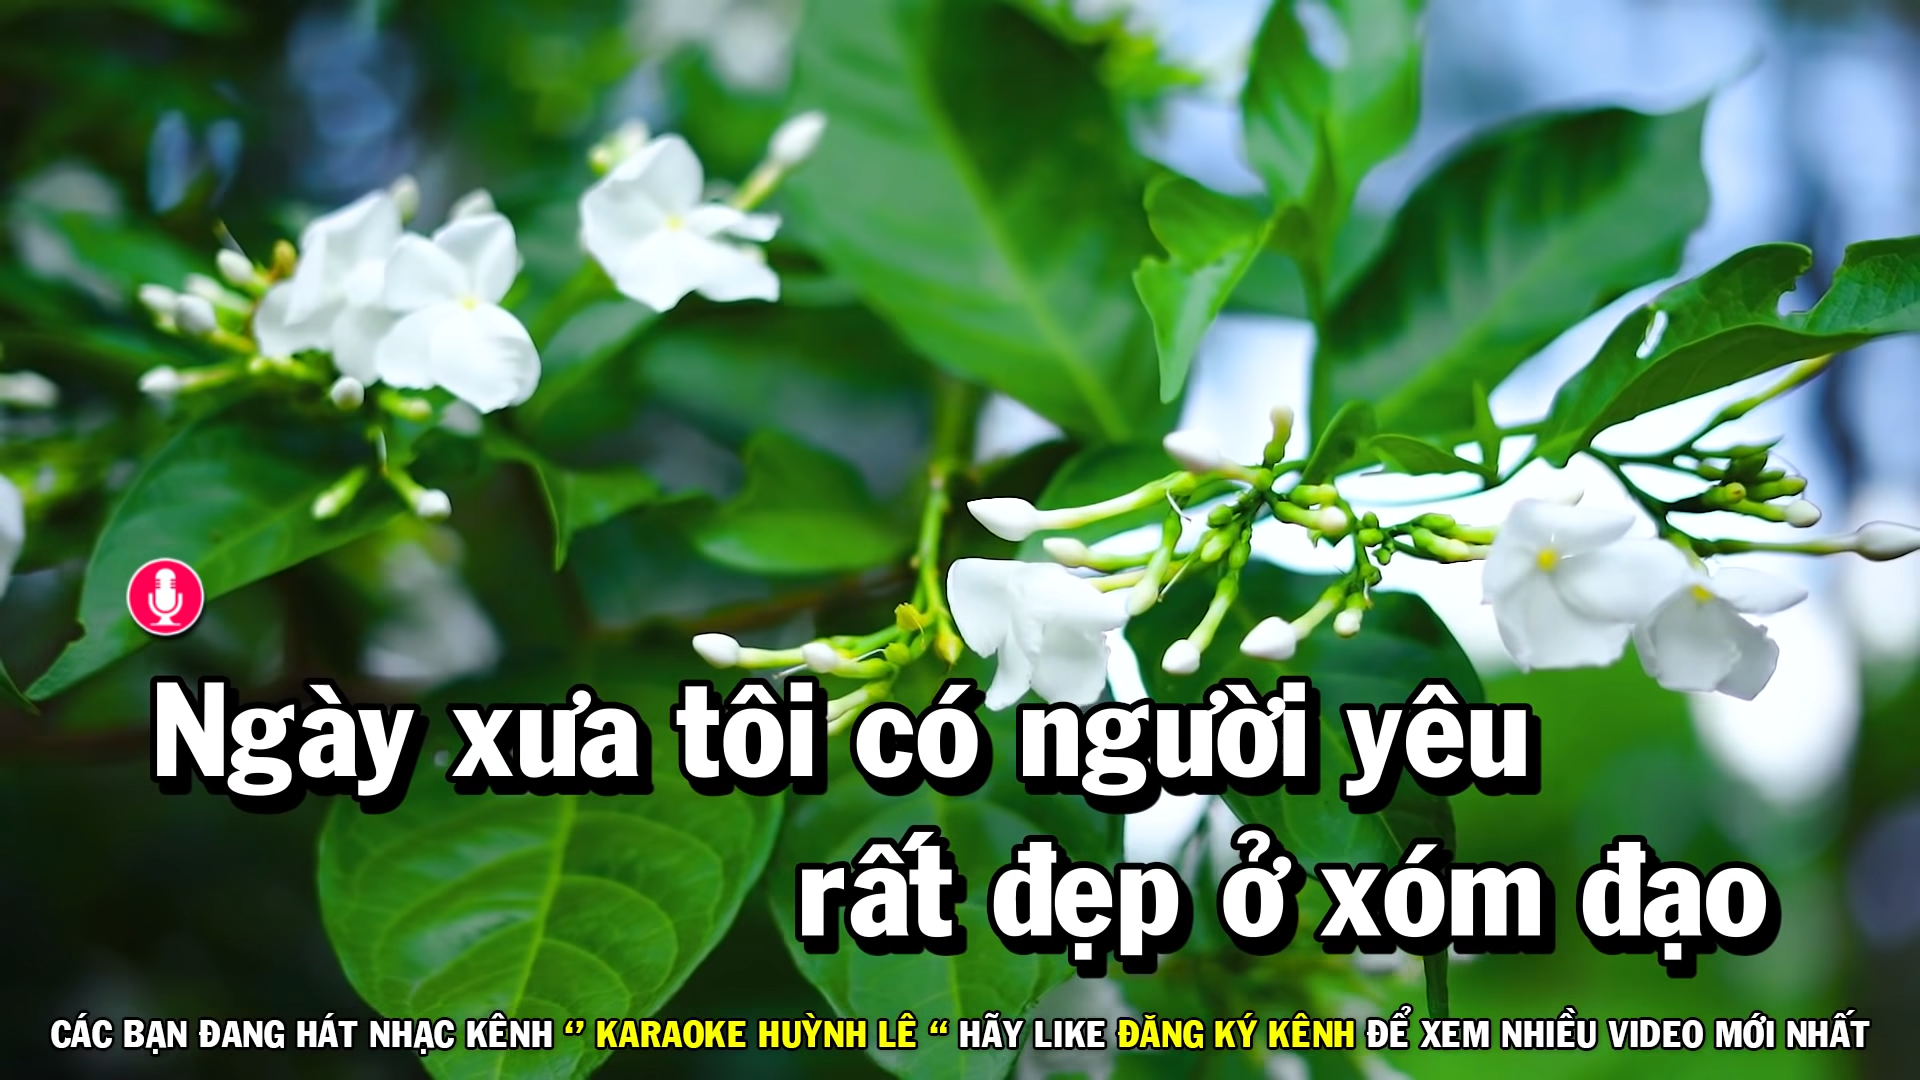 Ngày xưa tôi có người yêu
rất đẹp ở xóm đạo
CÁC BẠN ĐANG HÁT NHẠC KÊNH ‘’ KARAOKE HUỲNH LÊ “ HÃY LIKE ĐĂNG KÝ KÊNH ĐỂ XEM NHIỀU VIDEO MỚI NHẤT